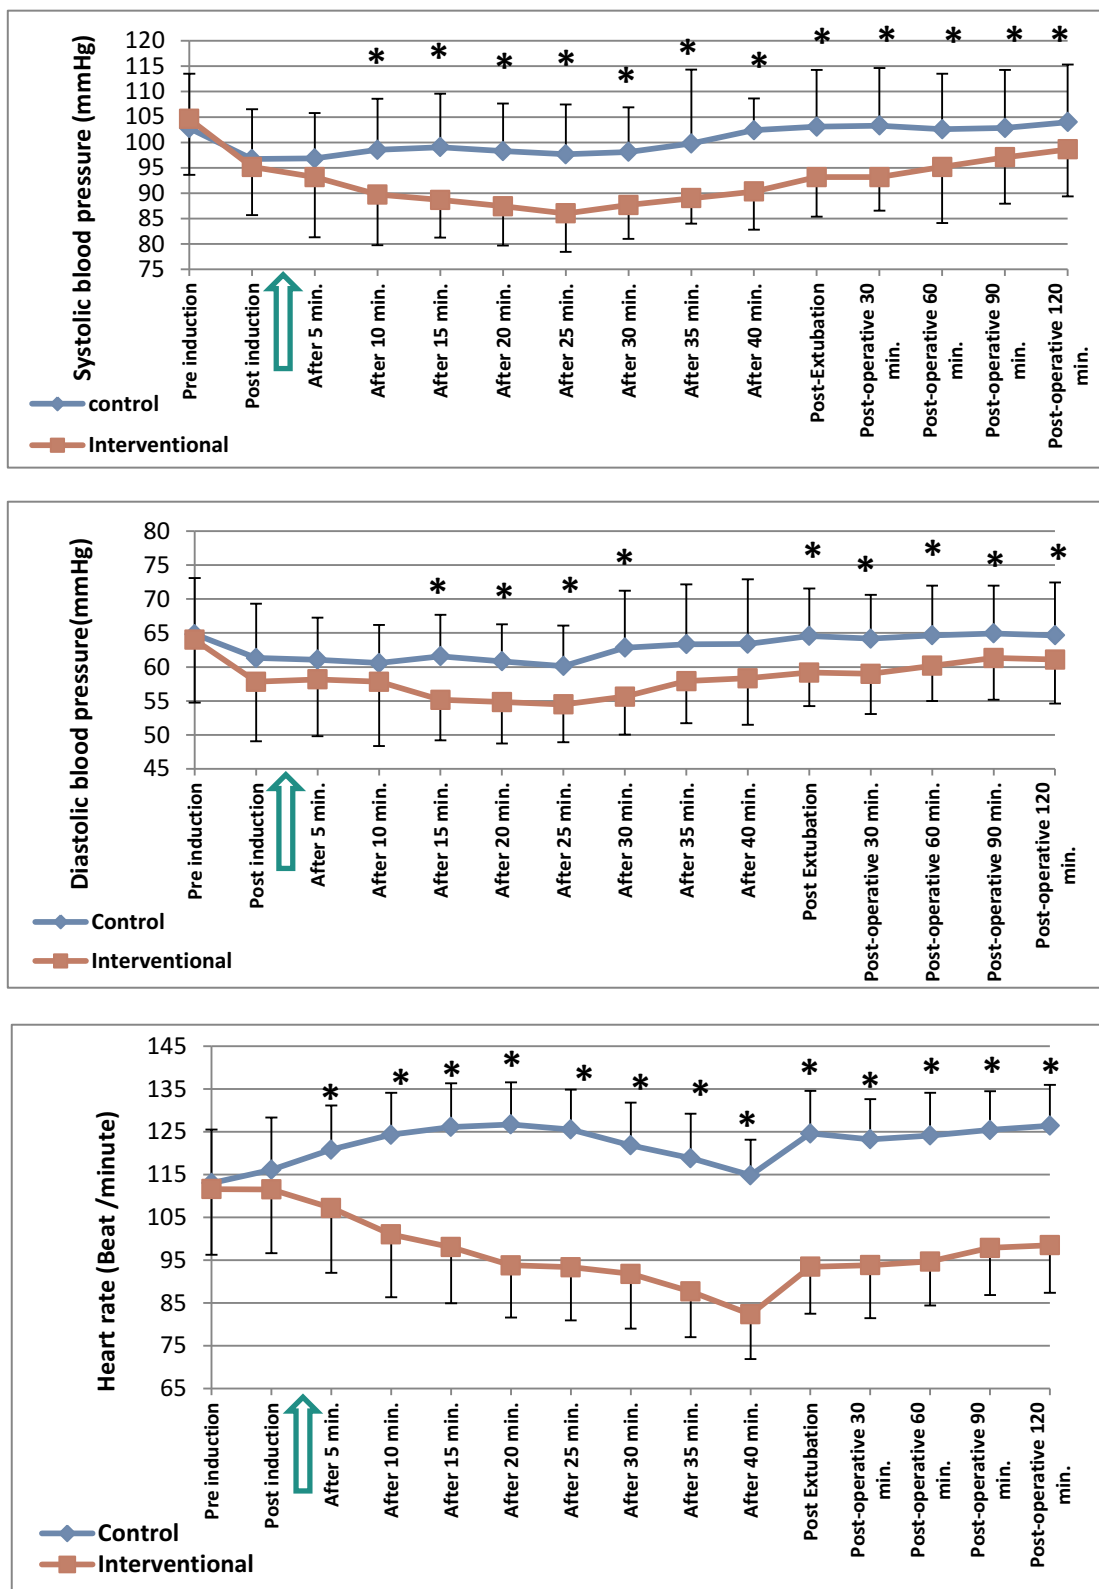 Systolic blood pressure (mmHg)
120
115
110
105
100
95
90
85
80
75
* * * * * * * * * * * * *
Pre induction
Post induction
After 5 min.
After 10 min.
After 15 min.
After 20 min.
After 25 min.
After 30 min.
After 35 min.
After 40 min.
Post-Extubation
Post-operative 30
min.
Post-operative 60
min.
Post-operative 90
min.
Post-operative 120
min.
control
Interventional
Diastolic blood pressure(mmHg)
80
75
70
65
60
55
50
45
* * * * * * * * *
Pre induction
Post induction
After 5 min.
After 10 min.
After 15 min.
After 20 min.
After 25 min.
After 30 min.
After 35 min.
After 40 min.
Post Extubation
Post-operative 30 min.
Post-operative 60 min.
Post-operative 90 min.
Post-operative 120
min.
Control
Interventional
Heart rate (Beat /minute)
145
135
125
115
105
95
85
75
65
* * * * * * * * * * * * *
Pre induction
Post induction
After 5 min.
After 10 min.
After 15 min.
After 20 min.
After 25 min.
After 30 min.
After 35 min.
After 40 min.
Post Extubation
Post-operative 30
min.
Post-operative 60
min.
Post-operative 90
min.
Post-operative 120
min.
Control
Interventional